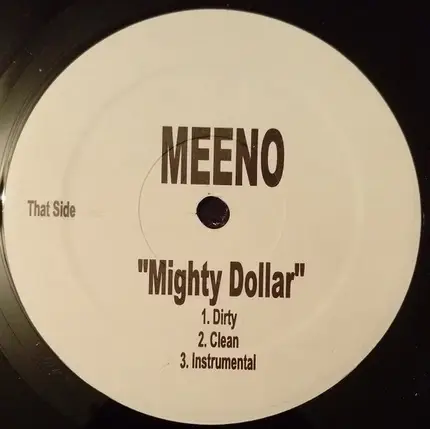 MEENO
That Side
"Mighty Dollar"
1. Dirty
2. Clean
3. Instrumental